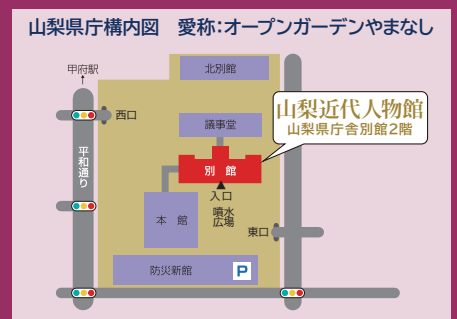 山梨県庁構内図　愛称：オープンガーデンやまなし
甲府駅
↑
北別館
西口
議事堂
山梨近代人物館
山梨県庁舎別館2階
平和通り
別　館
入口
噴水
広場
本　館
東口
防災新館
P